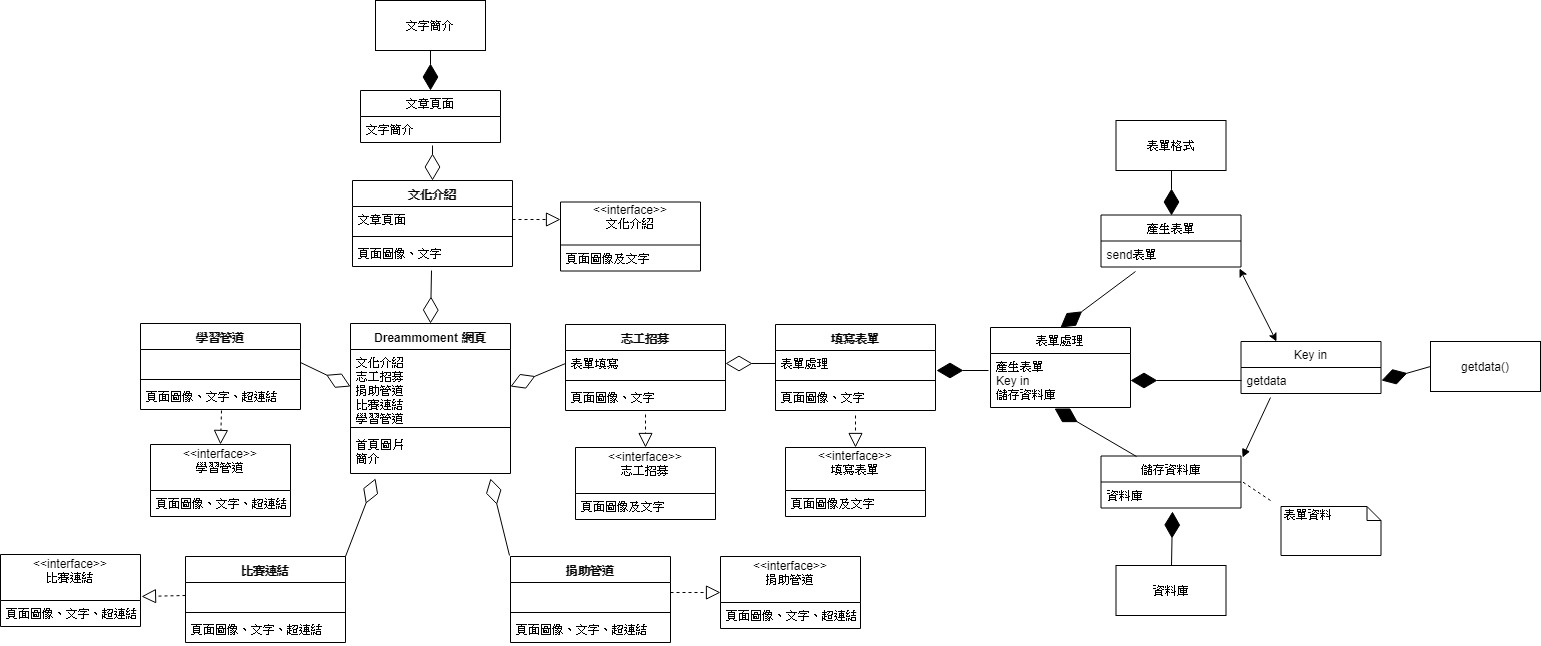 文字簡介
文章頁面
文字簡介
文化介紹
文章頁面
頁面圖像、文字
<<interface>>
文化介紹
頁面圖像及文字
學習管道
頁面圖像、文字、超連結
<<interface>>
學習管道
頁面圖像、文字、超連結
Dreammoment 網頁
文化介紹
志工招募
捐助管道
比賽連結
學習管道
首頁圖片
簡介
志工招募
表單填寫
頁面圖像、文字
<<interface>>
志工招募
頁面圖像及文字
填寫表單
表單處理
頁面圖像、文字
<<interface>>
填寫表單
頁面圖像及文字
表單格式
產生表單
send表單
表單處理
產生表單
Key in
儲存資料庫
Key in
getdata
getdata()
儲存資料庫
資料庫
表單資料
資料庫
<<interface>>
比賽連結
頁面圖像、文字、超連結
比賽連結
頁面圖像、文字、超連結
捐助管道
頁面圖像、文字、超連結
<<interface>>
捐助管道
頁面圖像、文字、超連結